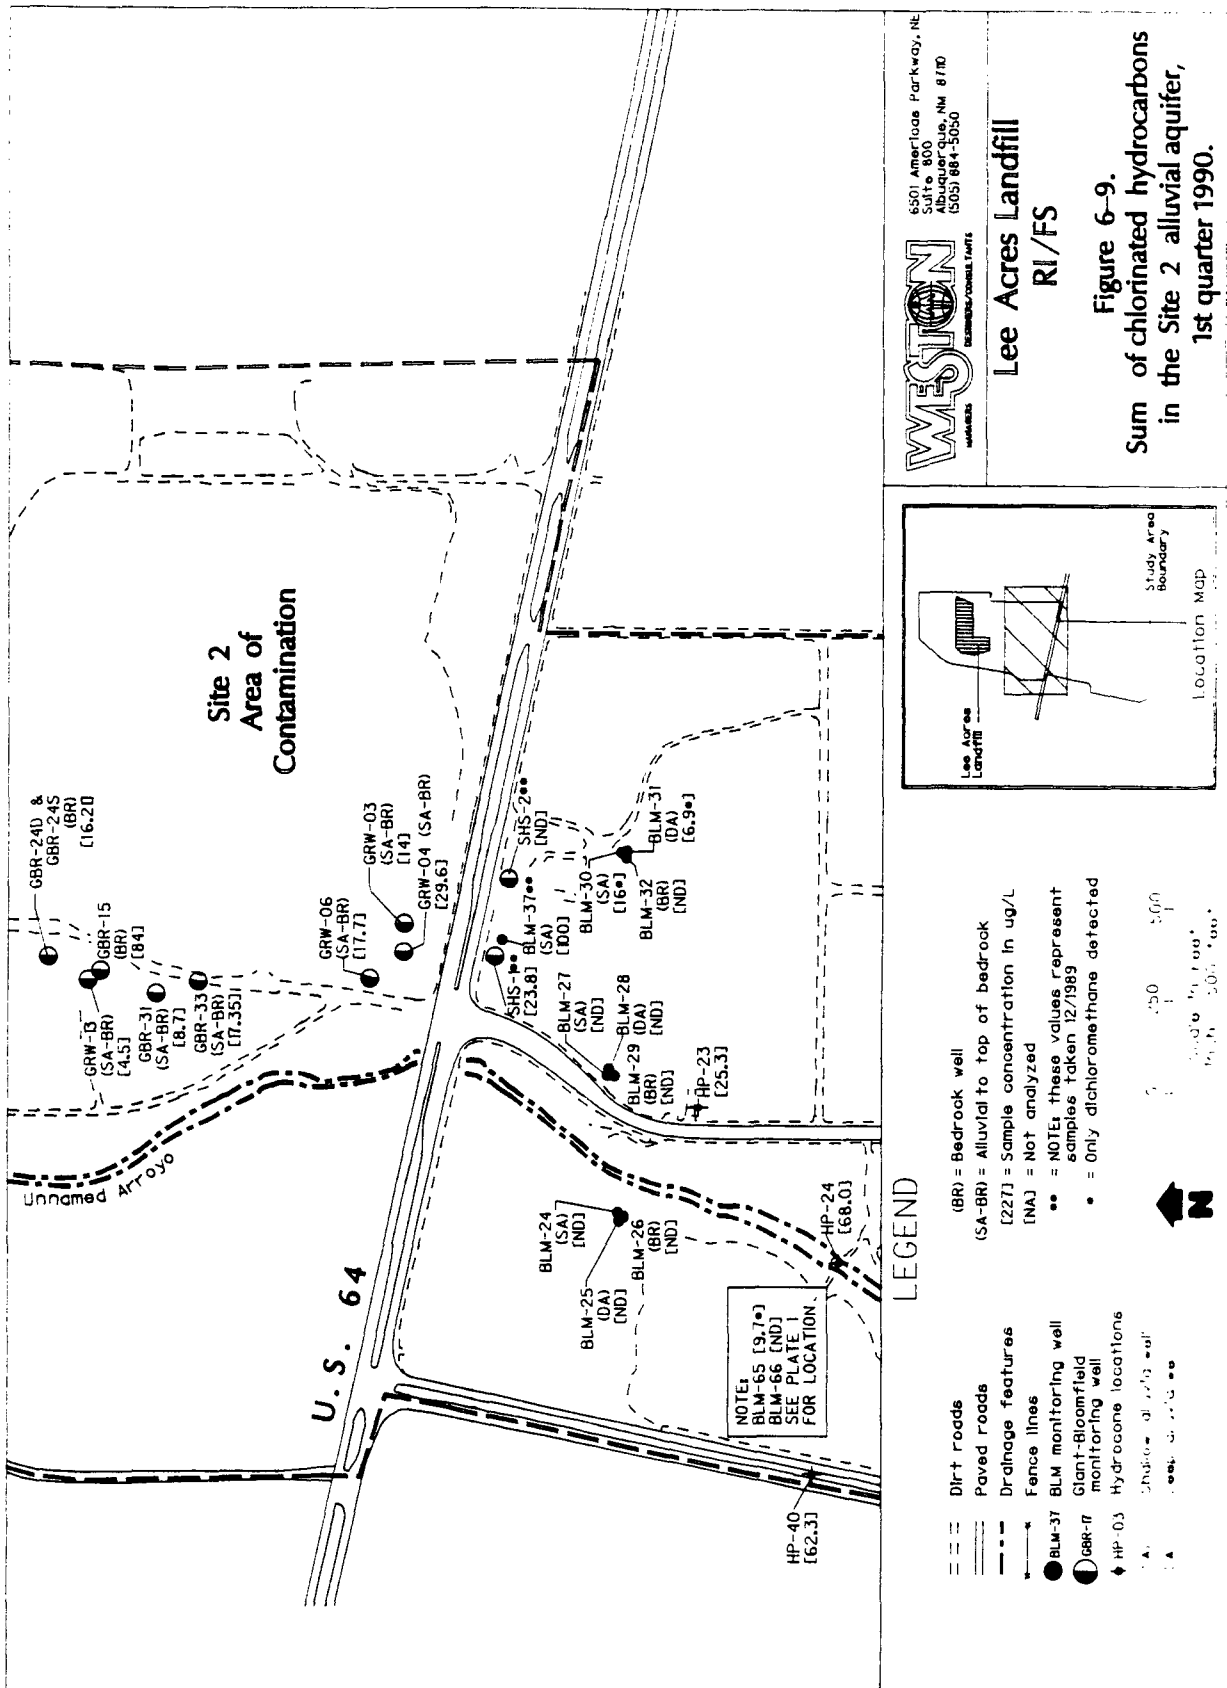 Site 2
Area of
Contamination
GBR-24D &
GBR-24S
(BR)
[16.2]
GBR-15
(BR)
[84]
GRW-13
(SA-BR)
[4.5]
GBR-31
(SA-BR)
[8.7]
GBR-33
(SA-BR)
[17.35]
GRW-06
(SA-BR)
[17.7]
GRW-03
(SA-BR)
[14]
GRW-04 (SA-BR)
[29.6]
Unnamed Arroyo
U.S. 64
SHS-2**
[ND]
BLM-37**
(SA)
[100]
[23.8]
BLM-30
(SA)
[16*]
BLM-31
(DA)
[6.9*]
BLM-32
(BR)
[ND]
BLM-27
(SA)
[ND]
BLM-28
(DA)
[ND]
BLM-29
(BR)
[ND]
HP-23
[25.3]
BLM-24
(SA)
[ND]
BLM-25
(DA)
[ND]
BLM-26
(BR)
[ND]
HP-24
[68.0]
NOTE:
BLM-65 [9.7*]
BLM-66 [ND]
SEE PLATE 1
FOR LOCATION
HP-40
[62.3]
LEGEND
Dirt roads
Paved roads
Drainage features
Fence lines
BLM-37 BLM monitoring well
GBR-17 Giant-Bloomfield
monitoring well
HP-03 Hydrocone locations
(BR) = Bedrock well
(SA-BR) = Alluvial to top of bedrock
[227] = Sample concentration in ug/L
[NA] = Not analyzed
** = NOTE: these values represent
samples taken 12/1989
* = Only dichloromethane detected
N
Lee Acres
Landfill
Study Area
Boundary
Location Map
WESTON
MANAGERS DESIGNERS/CONSULTANTS
6501 Americas Parkway, NE
Suite 800
Albuquerque, NM 87110
(505) 884-5050
Lee Acres Landfill
RI/FS
Figure 6-9.
Sum of chlorinated hydrocarbons
in the Site 2 alluvial aquifer,
1st quarter 1990.